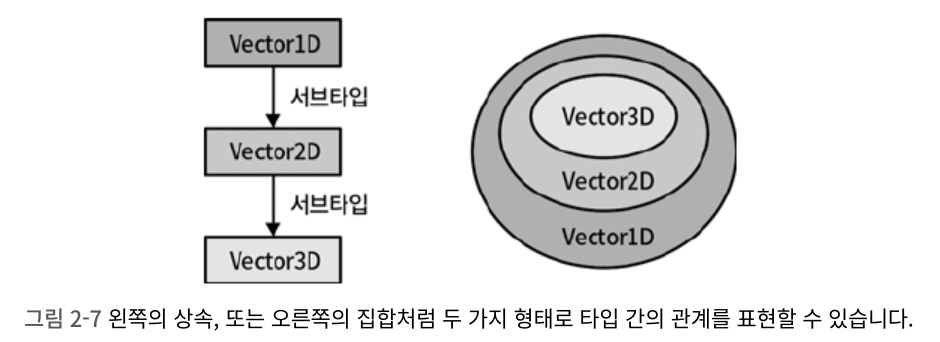 Vector1D
서브타입
Vector2D
서브타입
Vector3D
Vector3D
Vector2D
Vector1D
그림 2-7 왼쪽의 상속, 또는 오른쪽의 집합처럼 두 가지 형태로 타입 간의 관계를 표현할 수 있습니다.